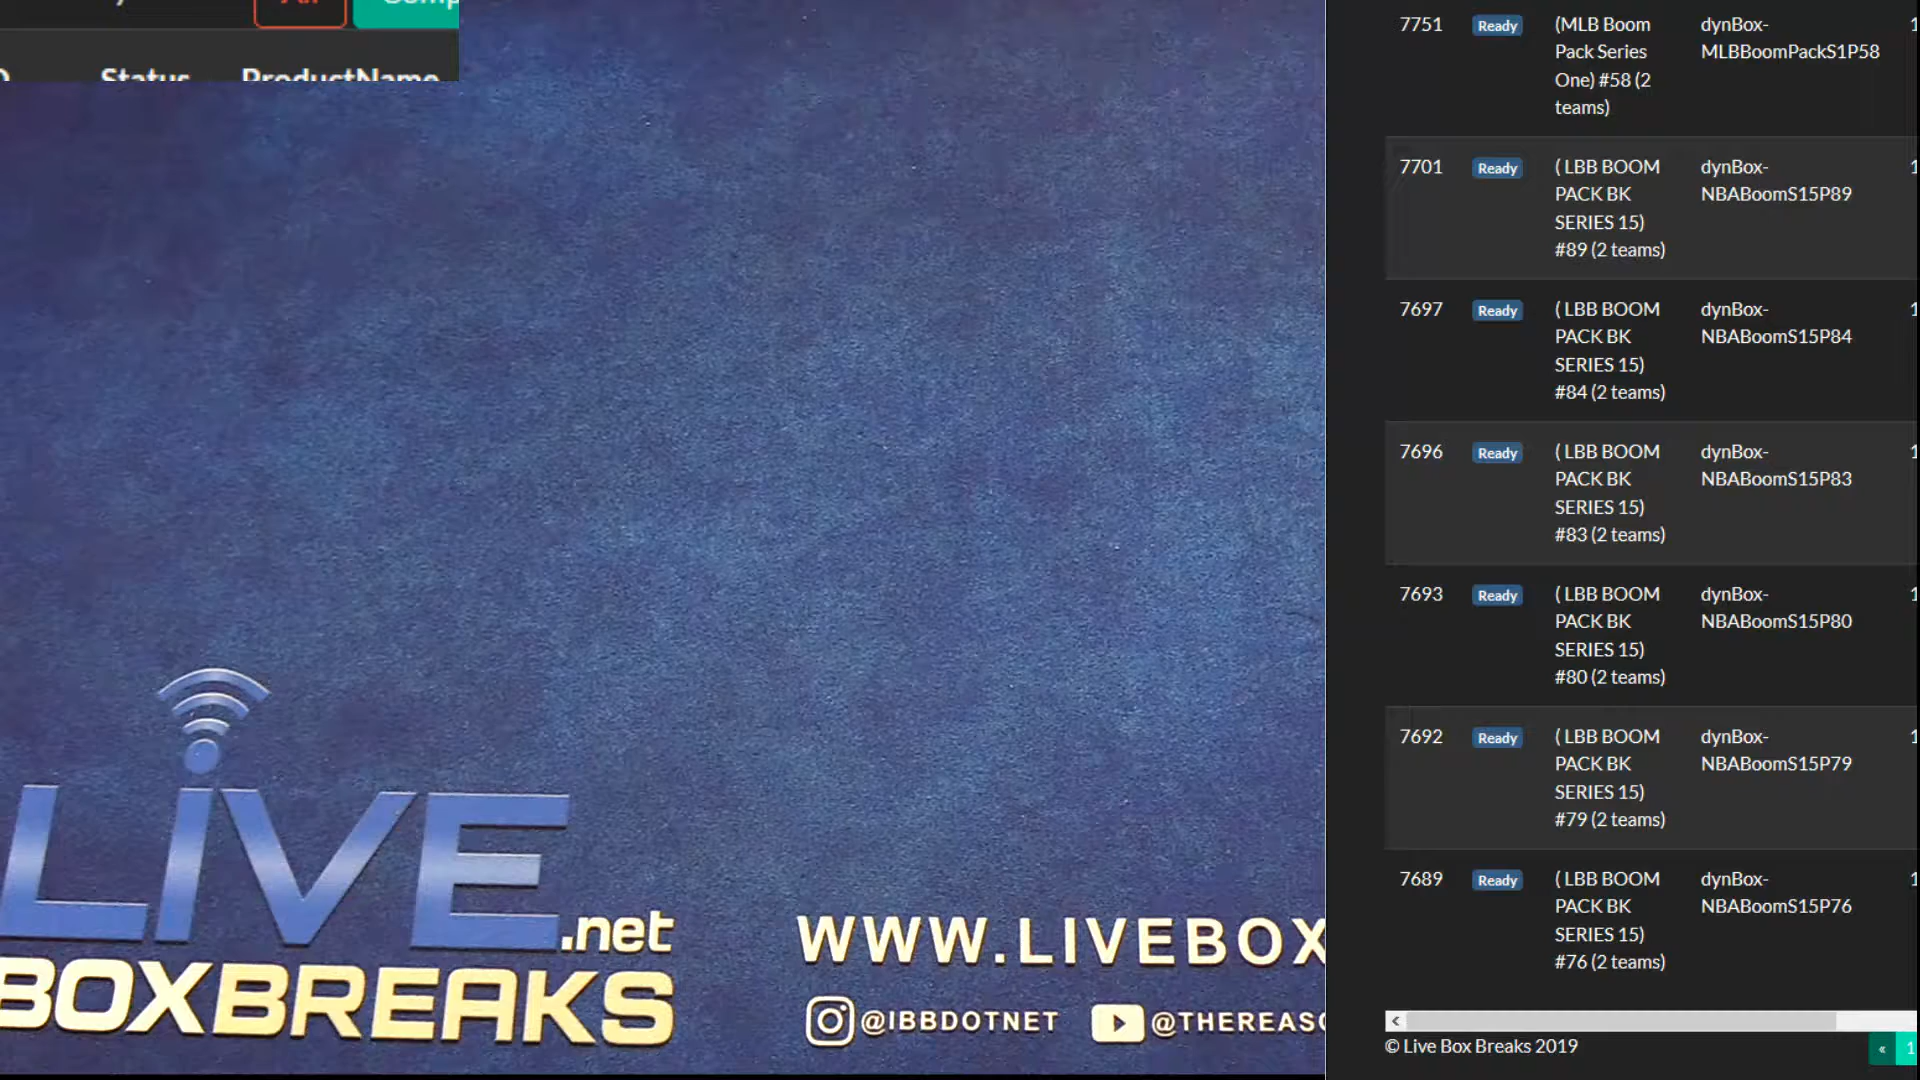 Status ProductName
LIVE
.net
BOXBREAKS
WWW.LIVEBOX
@IBBDOTNET @THEREAS
7751 Ready (MLB Boom Pack Series One) #58 (2 teams) dynBox-MLBBoomPackS1P58
7701 Ready ( LBB BOOM PACK BK SERIES 15) #89 (2 teams) dynBox-NBABoomS15P89
7697 Ready ( LBB BOOM PACK BK SERIES 15) #84 (2 teams) dynBox-NBABoomS15P84
7696 Ready ( LBB BOOM PACK BK SERIES 15) #83 (2 teams) dynBox-NBABoomS15P83
7693 Ready ( LBB BOOM PACK BK SERIES 15) #80 (2 teams) dynBox-NBABoomS15P80
7692 Ready ( LBB BOOM PACK BK SERIES 15) #79 (2 teams) dynBox-NBABoomS15P79
7689 Ready ( LBB BOOM PACK BK SERIES 15) #76 (2 teams) dynBox-NBABoomS15P76
© Live Box Breaks 2019
« 1